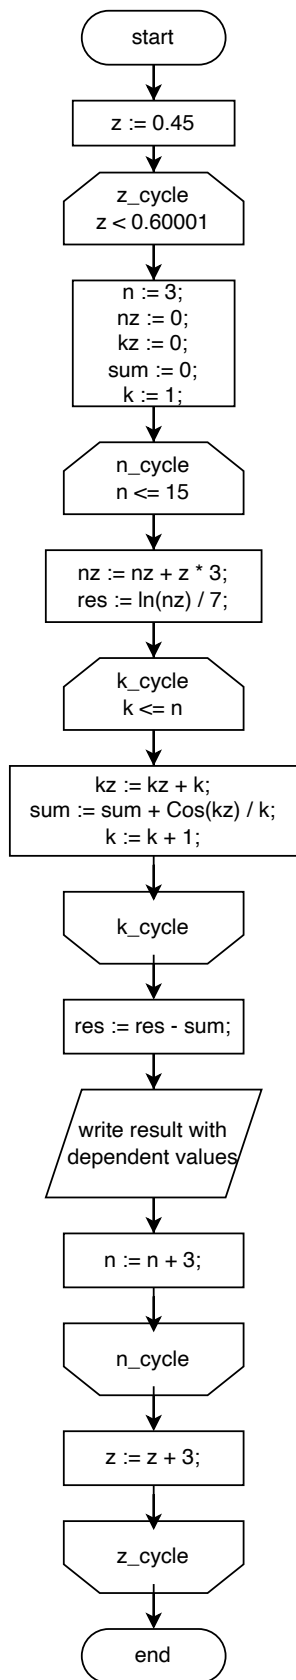 start
z := 0.45
z_cycle
z < 0.60001
n := 3;
nz := 0;
kz := 0;
sum := 0;
k := 1;
n_cycle
n <= 15
nz := nz + z * 3;
res := ln(nz) / 7;
k_cycle
k <= n
kz := kz + k;
sum := sum + Cos(kz) / k;
k := k + 1;
k_cycle
res := res - sum;
write result with
dependent values
n := n + 3;
n_cycle
z := z + 3;
z_cycle
end